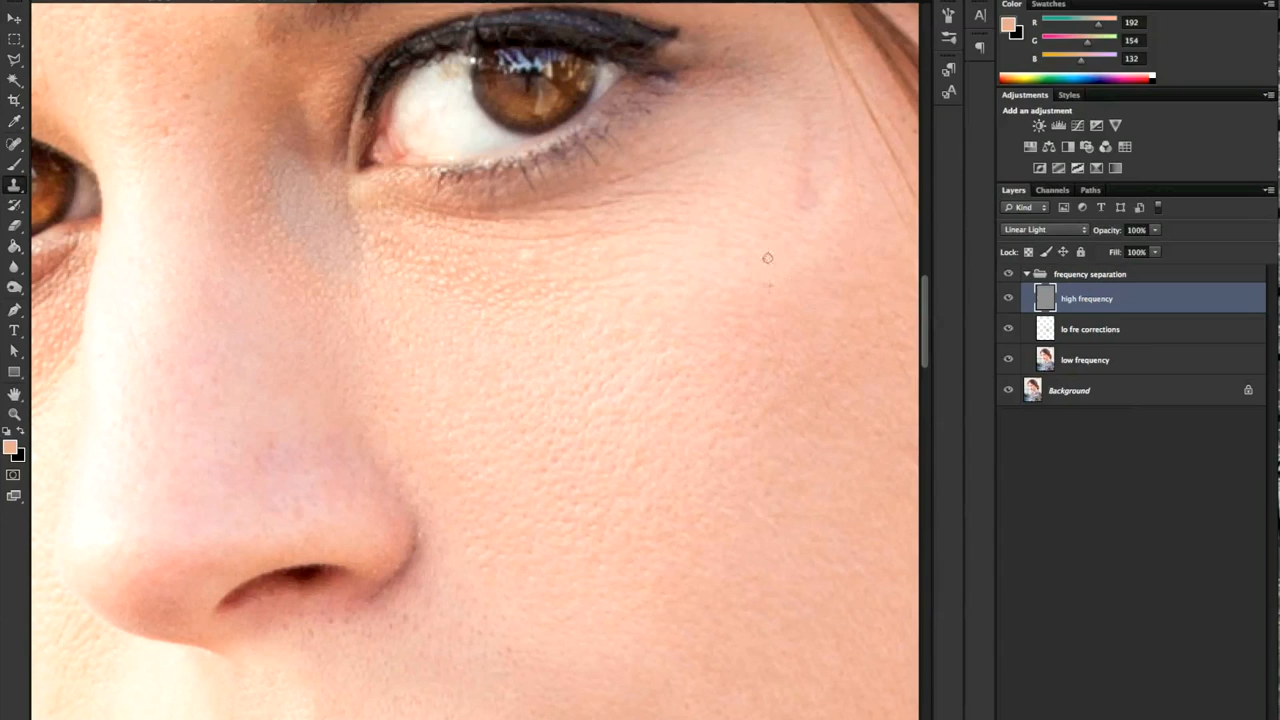 Color Swatches
R 192
G 154
B 132
Adjustments Styles
Add an adjustment
Layers Channels Paths
Kind
Linear Light Opacity: 100%
Lock: Fill: 100%
frequency separation
high frequency
lo fre corrections
low frequency
Background